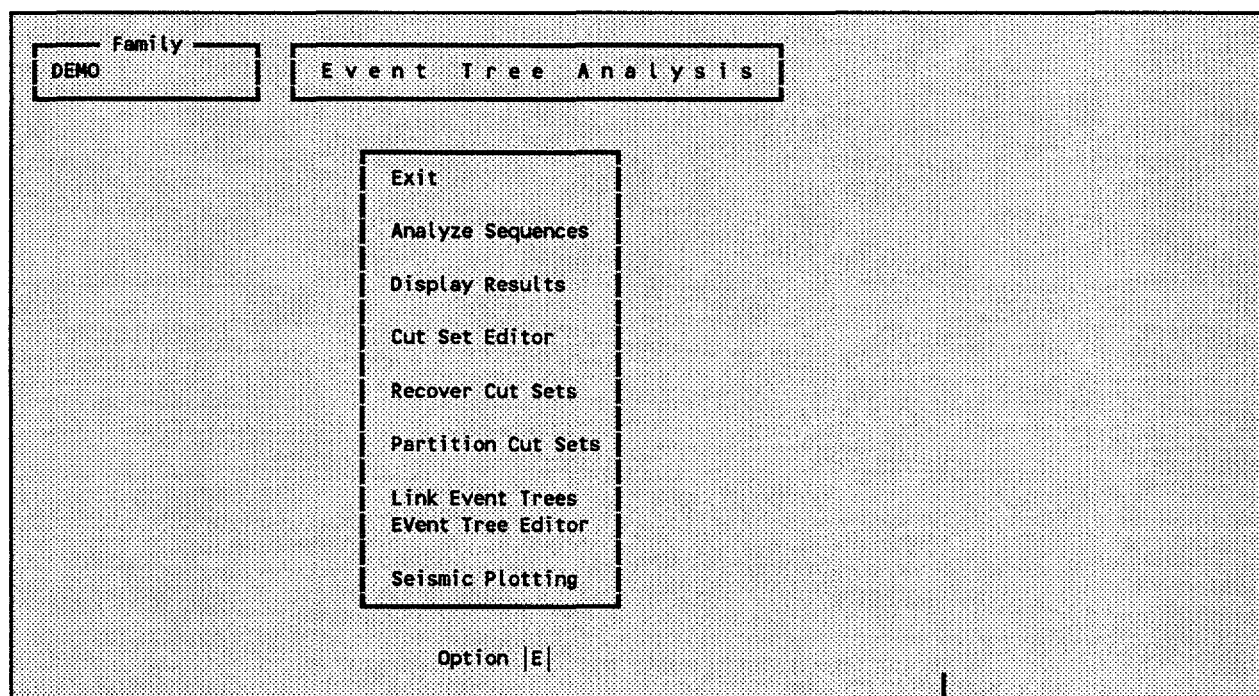 Family
DEMO
Event Tree Analysis
Exit
Analyze Sequences
Display Results
Cut Set Editor
Recover Cut Sets
Partition Cut Sets
Link Event Trees
EVent Tree Editor
Seismic Plotting
Option |E|